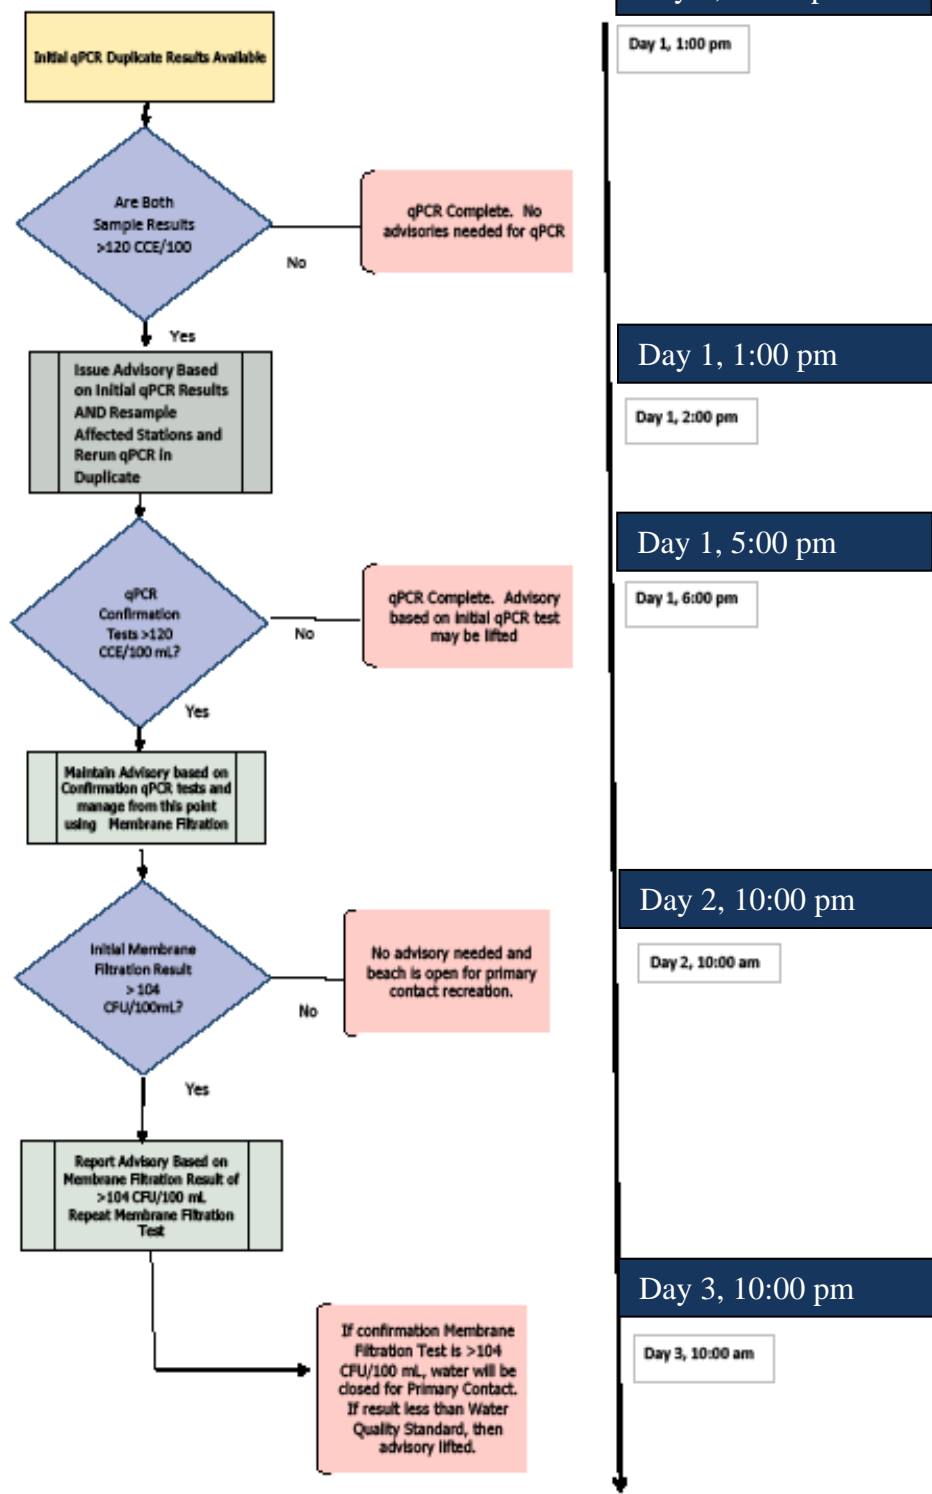 Day 1, 1:00 pm
Initial qPCR Duplicate Results Available
Are Both
Sample Results
>120 CCE/100
No
qPCR Complete. No
advisories needed for qPCR
Yes
Day 1, 1:00 pm
Issue Advisory Based
on Initial qPCR Results
AND Resample
Affected Stations and
Rerun qPCR in
Duplicate
Day 1, 2:00 pm
Day 1, 5:00 pm
qPCR
Confirmation
Tests >120
CCE/100 mL?
No
qPCR Complete. Advisory
based on initial qPCR test
may be lifted
Day 1, 6:00 pm
Yes
Maintain Advisory based on
Confirmation qPCR tests and
manage from this point
using Membrane Filtration
Day 2, 10:00 pm
Initial Membrane
Filtration Result
> 104
CFU/100mL?
No
No advisory needed and
beach is open for primary
contact recreation.
Day 2, 10:00 am
Yes
Report Advisory Based on
Membrane Filtration Result of
>104 CFU/100 mL
Repeat Membrane Filtration
Test
Day 3, 10:00 pm
If confirmation Membrane
Filtration Test is >104
CFU/100 mL, water will be
closed for Primary Contact.
If result less than Water
Quality Standard, then
advisory lifted.
Day 3, 10:00 am